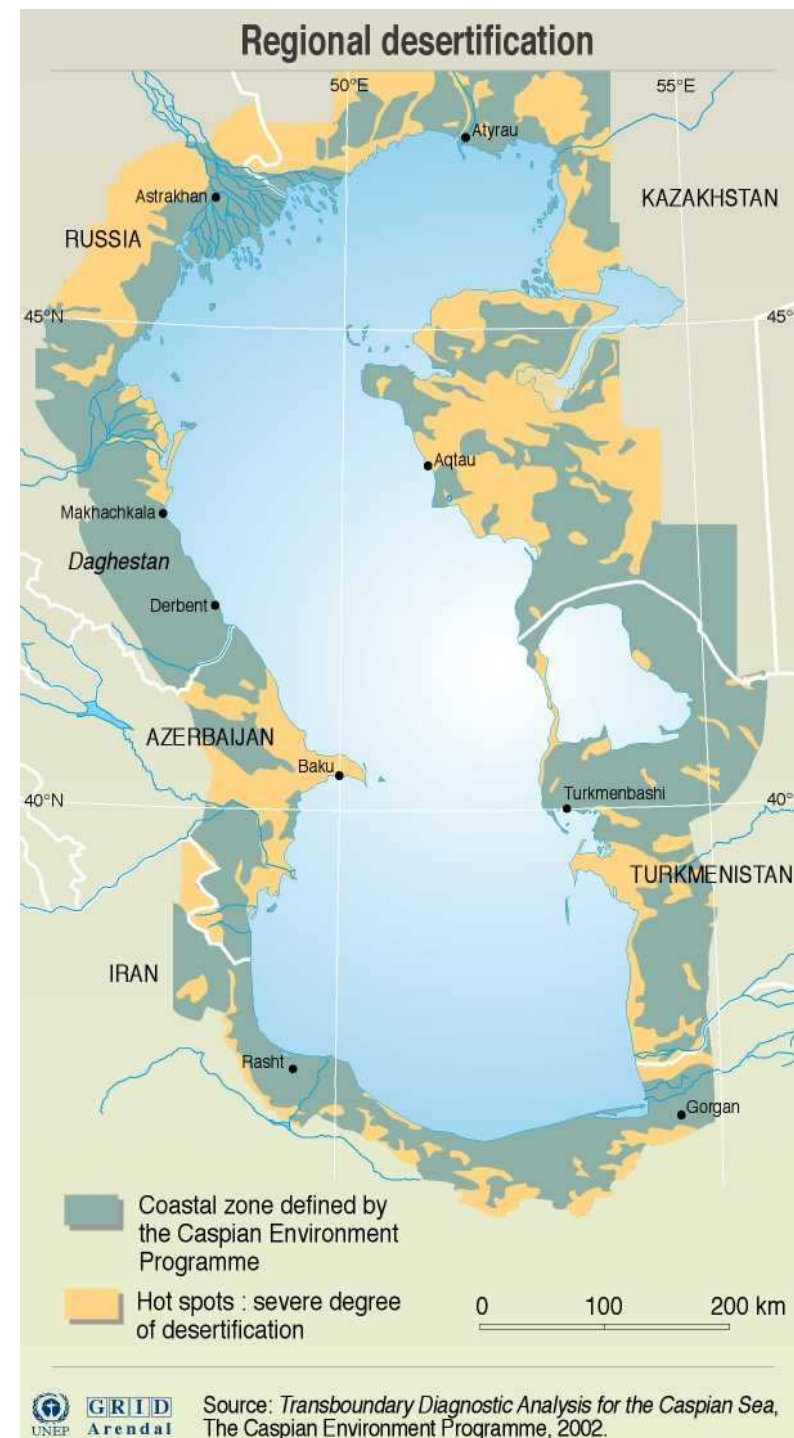 Regional desertification
50°E
55°E
Atyrau
Astrakhan
KAZAKHSTAN
RUSSIA
45°N
45°
Aqtau
Makhachkala
Daghestan
Derbent
AZERBAIJAN
Baku
Turkmenbashi
40°N
40°
TURKMENISTAN
IRAN
Rasht
Gorgan
Coastal zone defined by
the Caspian Environment
Programme
Hot spots : severe degree
of desertification
0 100 200 km
UNEP
GRID
Arendal
Source: Transboundary Diagnostic Analysis for the Caspian Sea,
The Caspian Environment Programme, 2002.